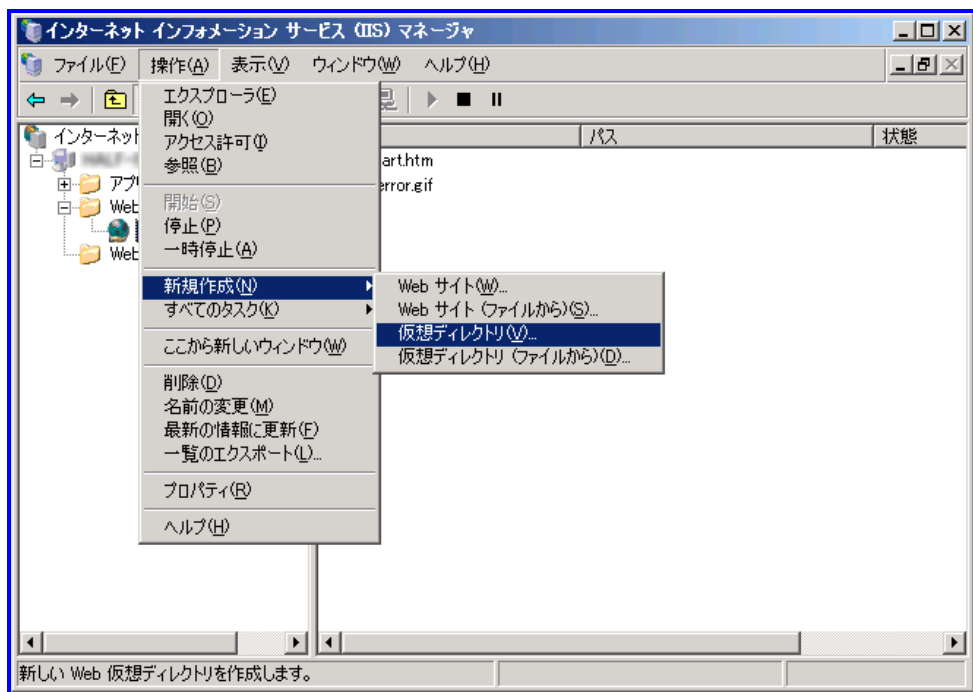 インターネット インフォメーション サービス (IIS) マネージャ
ファイル(F) 操作(A) 表示(V) ウィンドウ(W) ヘルプ(H)
エクスプローラ(E)
開く(O)
アクセス許可(I)
参照(B)
開始(S)
停止(P)
一時停止(A)
新規作成(N)
すべてのタスク(K)
ここから新しいウィンドウ(W)
削除(D)
名前の変更(M)
最新の情報に更新(F)
一覧のエクスポート(L)...
プロパティ(R)
ヘルプ(H)
Web サイト(W)...
Web サイト (ファイルから)(S)...
仮想ディレクトリ(V)...
仮想ディレクトリ (ファイルから)(D)...
インターネット
アプ
Web
Web
パス 状態
art.htm
error.gif
新しい Web 仮想ディレクトリを作成します。